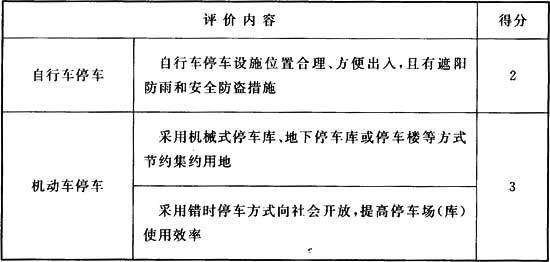 评价内容 得分
自行车停车 自行车停车设施位置合理、方便出入,且有遮阳
防雨和安全防盗措施 2
机动车停车 采用机械式停车库、地下停车库或停车楼等方式
节约集约用地 3
采用错时停车方式向社会开放,提高停车场(库)
使用效率